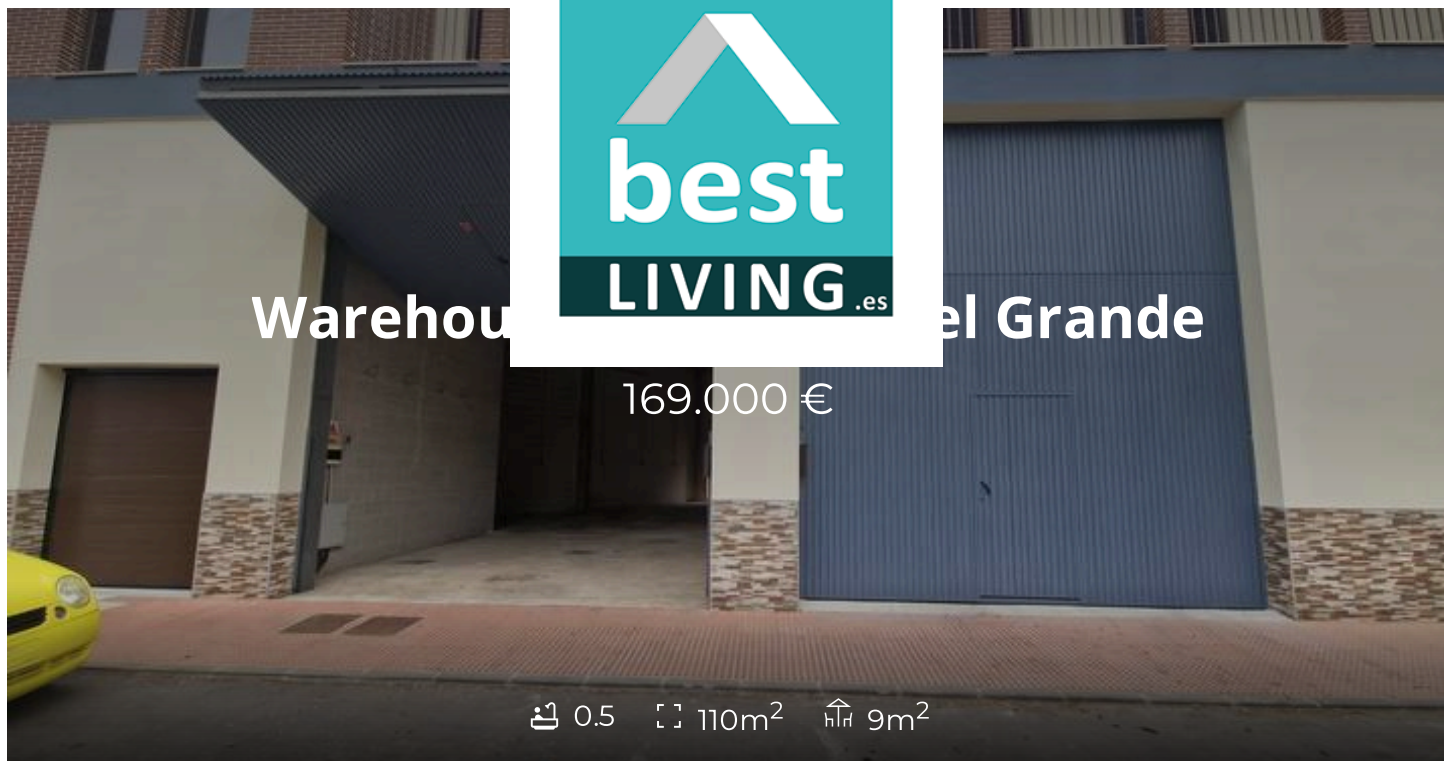 best
LIVING.es
Warehou el Grande
169.000 €
0.5 110m² 9m²